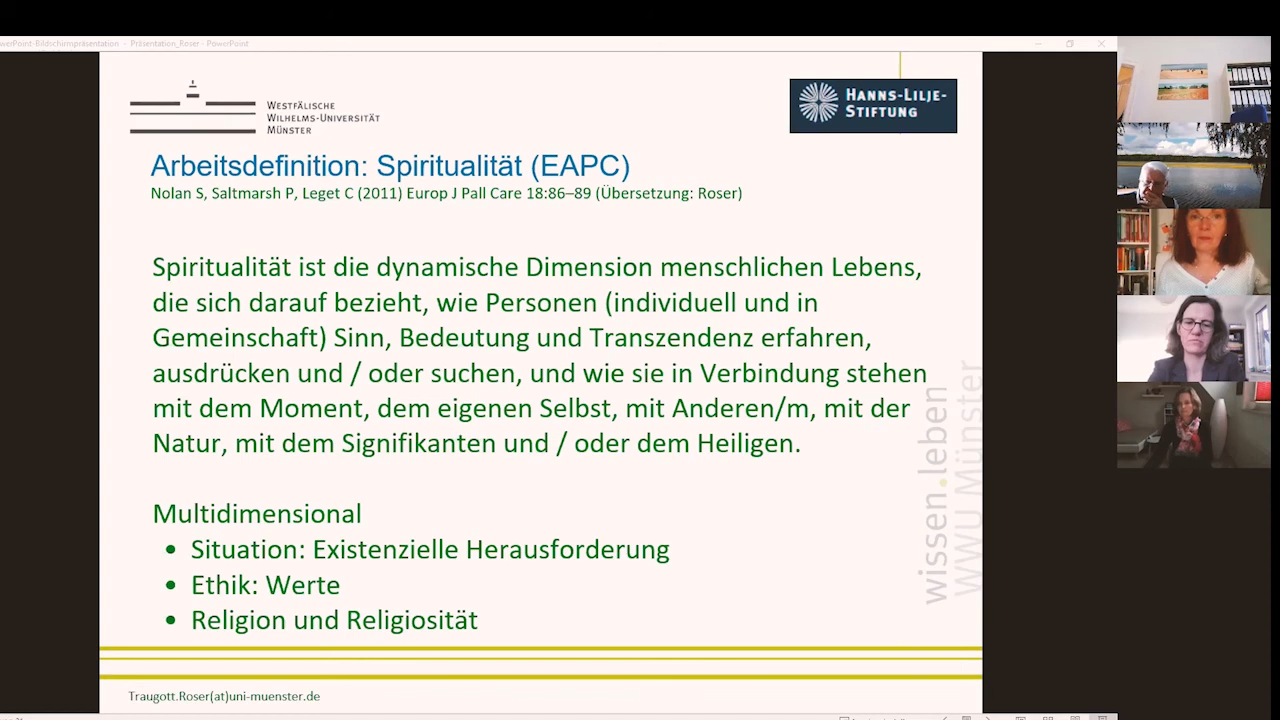 werPoint-Bildschirmpräsentation - Präsentation_Roser - PowerPoint
WESTFÄLISCHE
WILHELMS-UNIVERSITÄT
MÜNSTER
HANNS-LILJE-
STIFTUNG
Arbeitsdefinition: Spiritualität (EAPC)
Nolan S, Saltmarsh P, Leget C (2011) Europ J Pall Care 18:86–89 (Übersetzung: Roser)
Spiritualität ist die dynamische Dimension menschlichen Lebens,
die sich darauf bezieht, wie Personen (individuell und in
Gemeinschaft) Sinn, Bedeutung und Transzendenz erfahren,
ausdrücken und / oder suchen, und wie sie in Verbindung stehen
mit dem Moment, dem eigenen Selbst, mit Anderen/m, mit der
Natur, mit dem Signifikanten und / oder dem Heiligen.
Multidimensional
• Situation: Existenzielle Herausforderung
• Ethik: Werte
• Religion und Religiosität
wissen.leben
WWU Münster
Traugott.Roser(at)uni-muenster.de